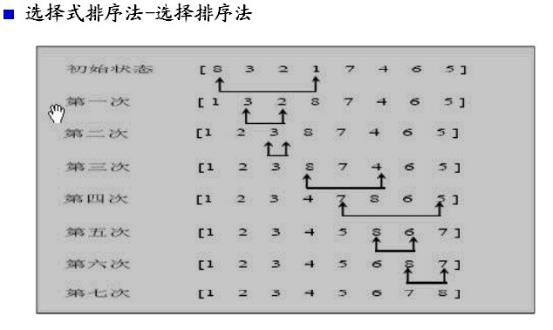 选择式排序法-选择排序法
初始状态 [ 8 3 2 1 7 4 6 5 ]
第一次 [ 1 3 2 8 7 4 6 5 ]
第二次 [1 2 3 8 7 4 6 5 ]
第三次 [1 2 3 8 7 4 6 5 ]
第四次 [1 2 3 4 7 8 6 5 ]
第五次 [1 2 3 4 5 8 6 7 ]
第六次 [1 2 3 4 5 6 8 7 ]
第七次 [1 2 3 4 5 6 7 8 ]